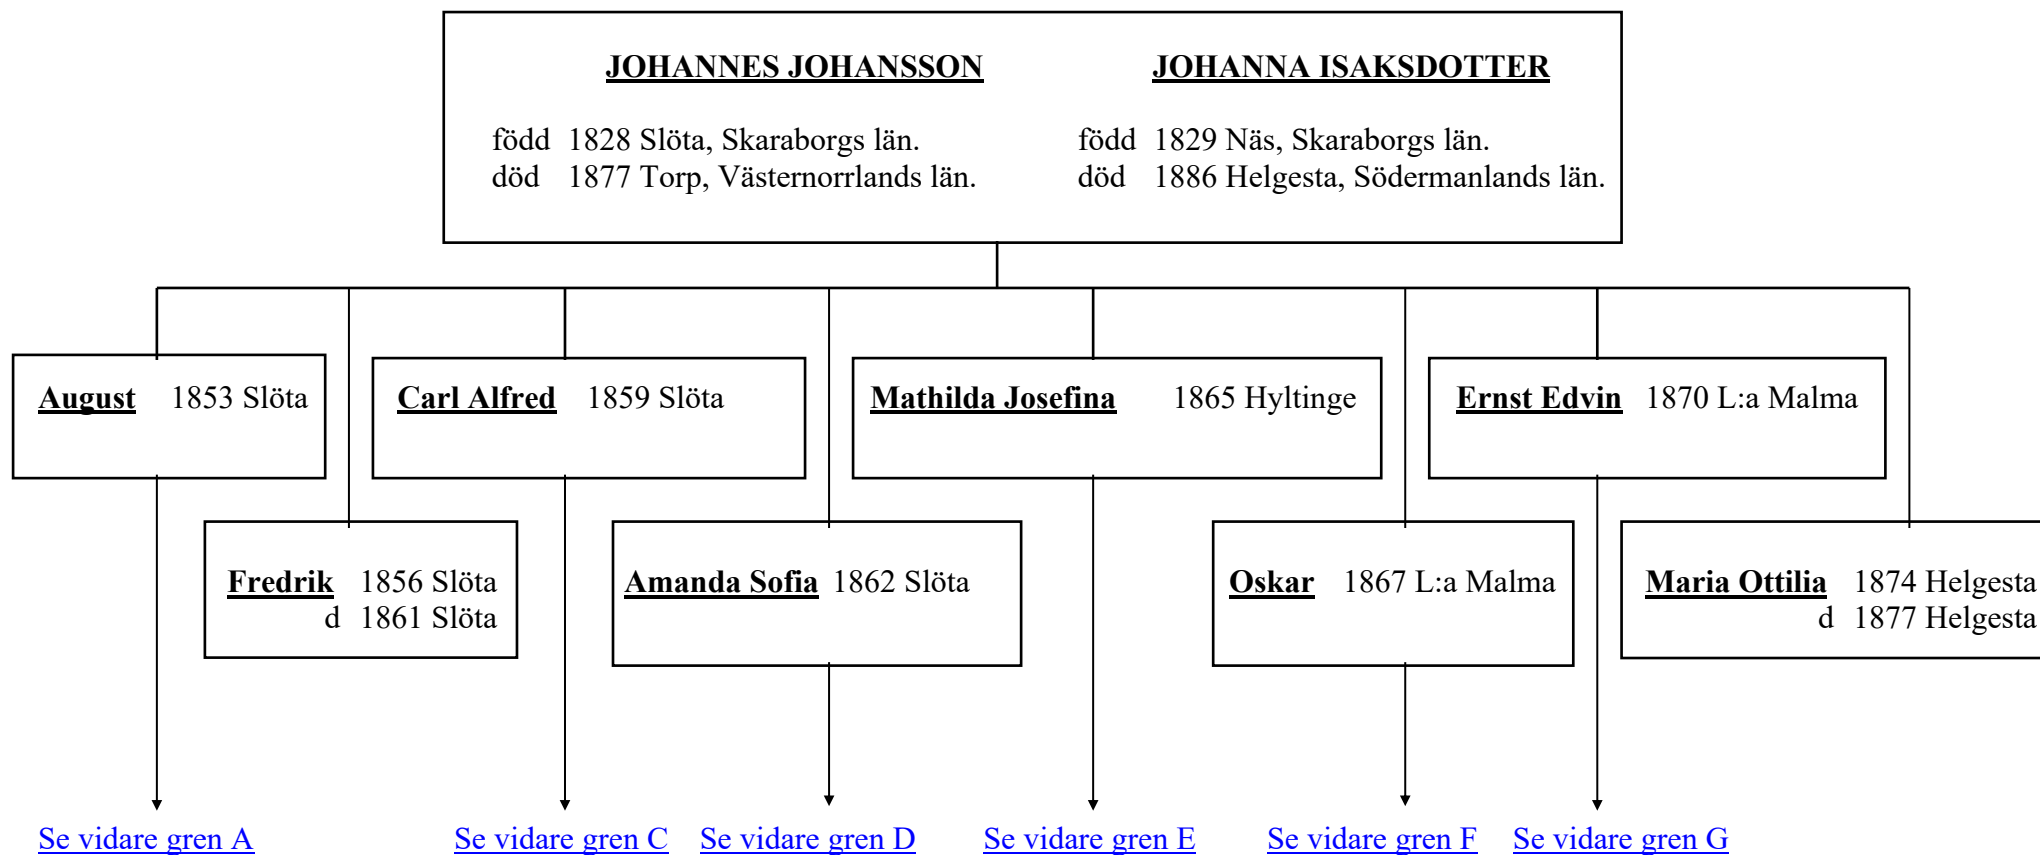 JOHANNES JOHANSSON JOHANNA ISAKSDOTTER
född 1828 Slöta, Skaraborgs län. född 1829 Näs, Skaraborgs län.
död 1877 Torp, Västernorrlands län. död 1886 Helgesta, Södermanlands län.
August 1853 Slöta Carl Alfred 1859 Slöta Mathilda Josefina 1865 Hyltinge Ernst Edvin 1870 L:a Malma
Fredrik 1856 Slöta Amanda Sofia 1862 Slöta Oskar 1867 L:a Malma Maria Ottilia 1874 Helgesta
d 1861 Slöta d 1877 Helgesta
Se vidare gren A Se vidare gren C Se vidare gren D Se vidare gren E Se vidare gren F Se vidare gren G